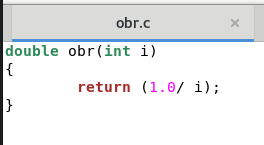 obr.c ×
double obr(int i)
{
        return (1.0/ i);
}